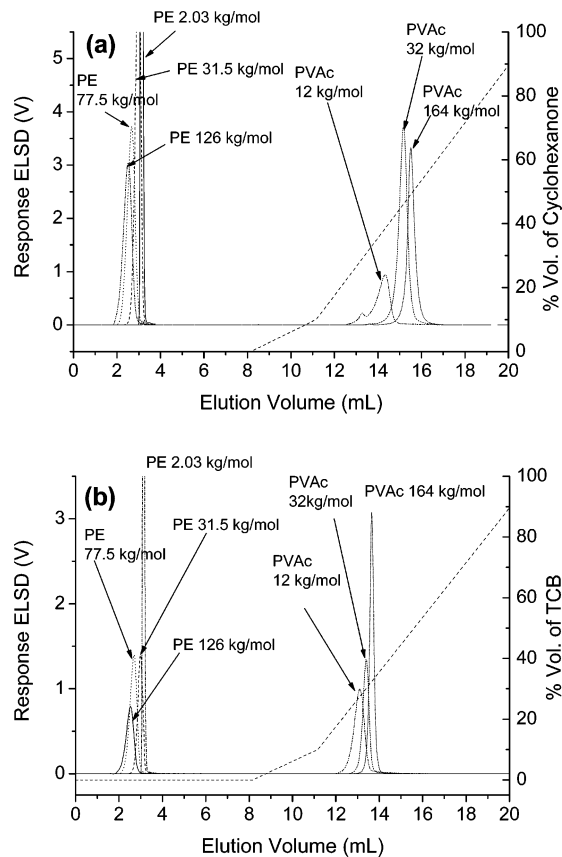 (a)
PE 2.03 kg/mol
PE 31.5 kg/mol
PE
77.5 kg/mol
PE 126 kg/mol
PVAc
12 kg/mol
PVAc
32 kg/mol
PVAc
164 kg/mol
Response ELSD (V)
5
4
3
2
1
0
% Vol. of Cyclohexanone
100
90
80
70
60
50
40
30
20
10
0
0 2 4 6 8 10 12 14 16 18 20
Elution Volume (mL)
(b)
PE 2.03 kg/mol
PE
77.5 kg/mol
PE 31.5 kg/mol
PE 126 kg/mol
PVAc
32kg/mol
PVAc 164 kg/mol
PVAc
12 kg/mol
Response ELSD (V)
3
2
1
0
% Vol. of TCB
100
80
60
40
20
0
0 2 4 6 8 10 12 14 16 18 20
Elution Volume (mL)